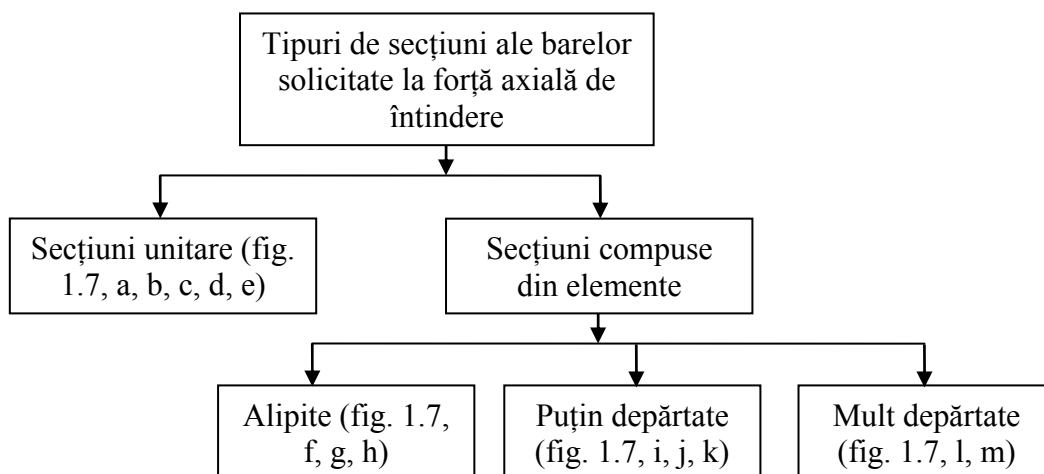 Tipuri de secțiuni ale barelor
solicitate la forță axială de
întindere
Secțiuni unitare (fig.
1.7, a, b, c, d, e)
Secțiuni compuse
din elemente
Alipite (fig. 1.7,
f, g, h)
Puțin depărtate
(fig. 1.7, i, j, k)
Mult depărtate
(fig. 1.7, l, m)